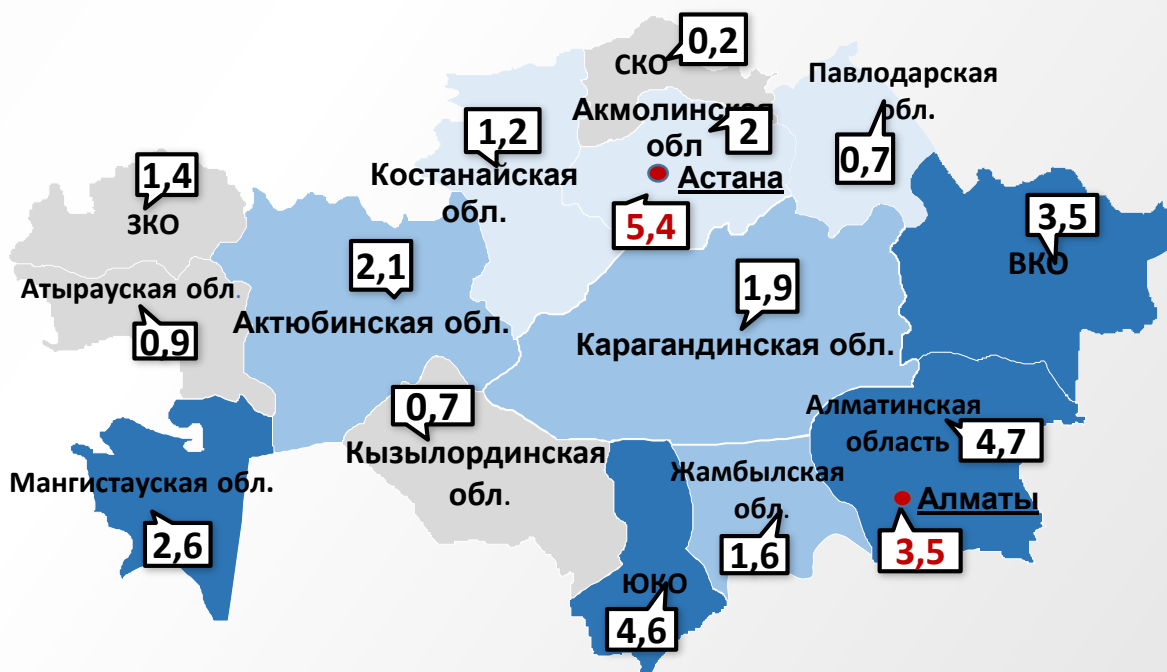 0,2
СКО
Павлодарская
обл.
0,7
Акмолинская
обл
2
1,2
Костанайская
обл.
Астана
5,4
1,4
ЗКО
3,5
ВКО
2,1
Актюбинская обл.
Атырауская обл.
0,9
1,9
Карагандинская обл.
0,7
Кызылординская
обл.
Алматинская
область
4,7
Жамбылская
обл.
1,6
Алматы
3,5
Мангистауская обл.
2,6
ЮКО
4,6